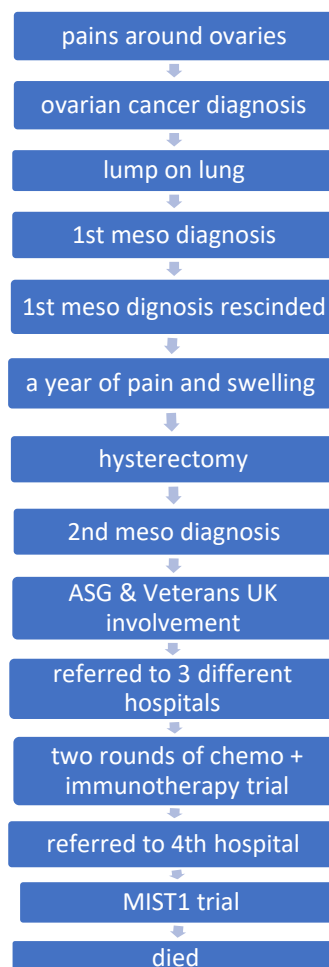 pains around ovaries
ovarian cancer diagnosis
lump on lung
1st meso diagnosis
1st meso dignosis rescinded
a year of pain and swelling
hysterectomy
2nd meso diagnosis
ASG & Veterans UK
involvement
referred to 3 different
hospitals
two rounds of chemo +
immunotherapy trial
referred to 4th hospital
MIST1 trial
died